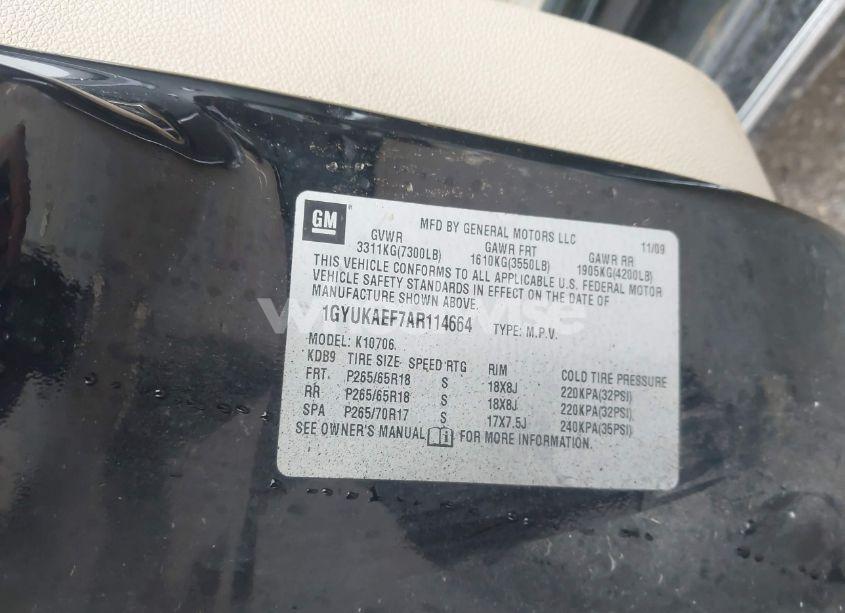 GM
MFD BY GENERAL MOTORS LLC 11/09
GVWR GAWR FRT GAWR RR
3311KG(7300LB) 1610KG(3550LB) 1905KG(4200LB)
THIS VEHICLE CONFORMS TO ALL APPLICABLE U.S. FEDERAL MOTOR
VEHICLE SAFETY STANDARDS IN EFFECT ON THE DATE OF
MANUFACTURE SHOWN ABOVE.
1GYUKAEF7AR114664 TYPE: M.P.V.
MODEL: K10706
KDB9 TIRE SIZE SPEED RTG RIM COLD TIRE PRESSURE
FRT P265/65R18 S 18X8J 220KPA(32PSI)
RR P265/65R18 S 18X8J 220KPA(32PSI)
SPA P265/70R17 S 17X7.5J 240KPA(35PSI)
SEE OWNER'S MANUAL FOR MORE INFORMATION.